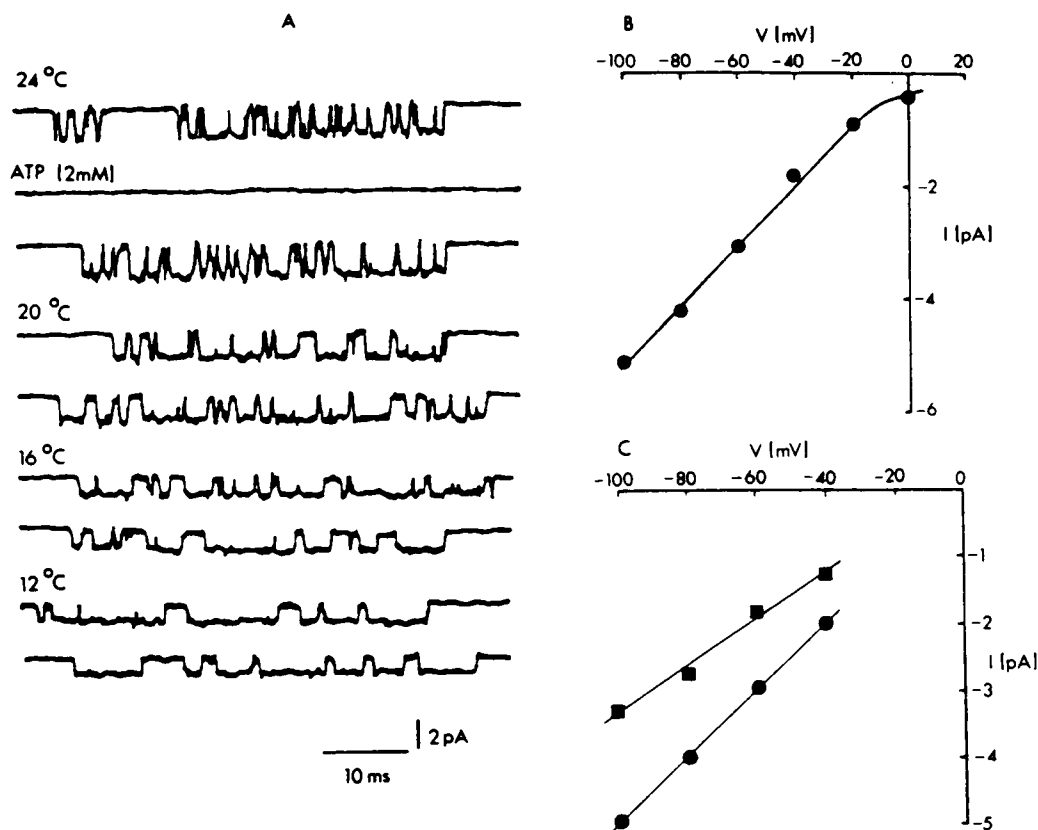 A
24 °C
ATP [2mM]
20 °C
16 °C
12 °C
2 pA
10 ms
B
V [mV]
-100 -80 -60 -40 -20 0 20
-2
I [pA]
-4
-6
C
V [mV]
-100 -80 -60 -40 -20 0
-1
-2
I [pA]
-3
-4
-5